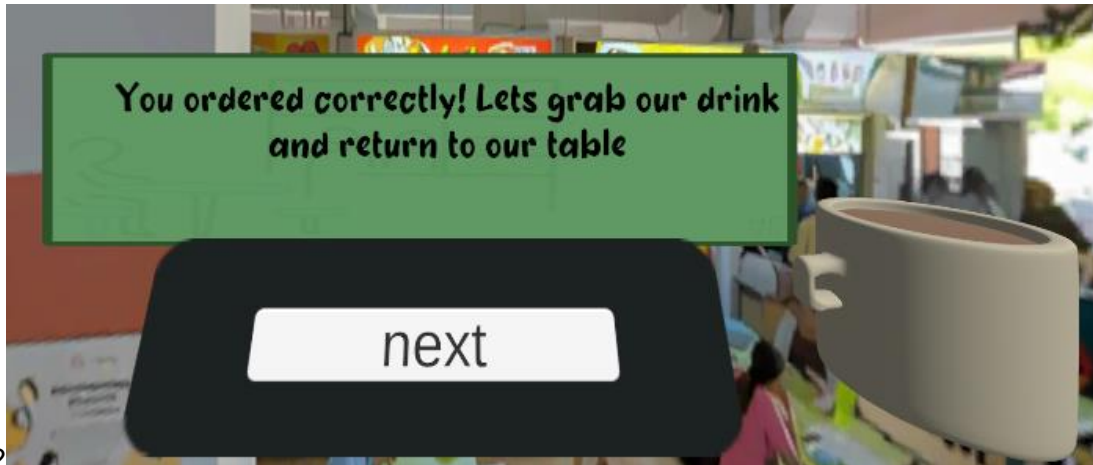 You ordered correctly! Lets grab our drink
and return to our table
next